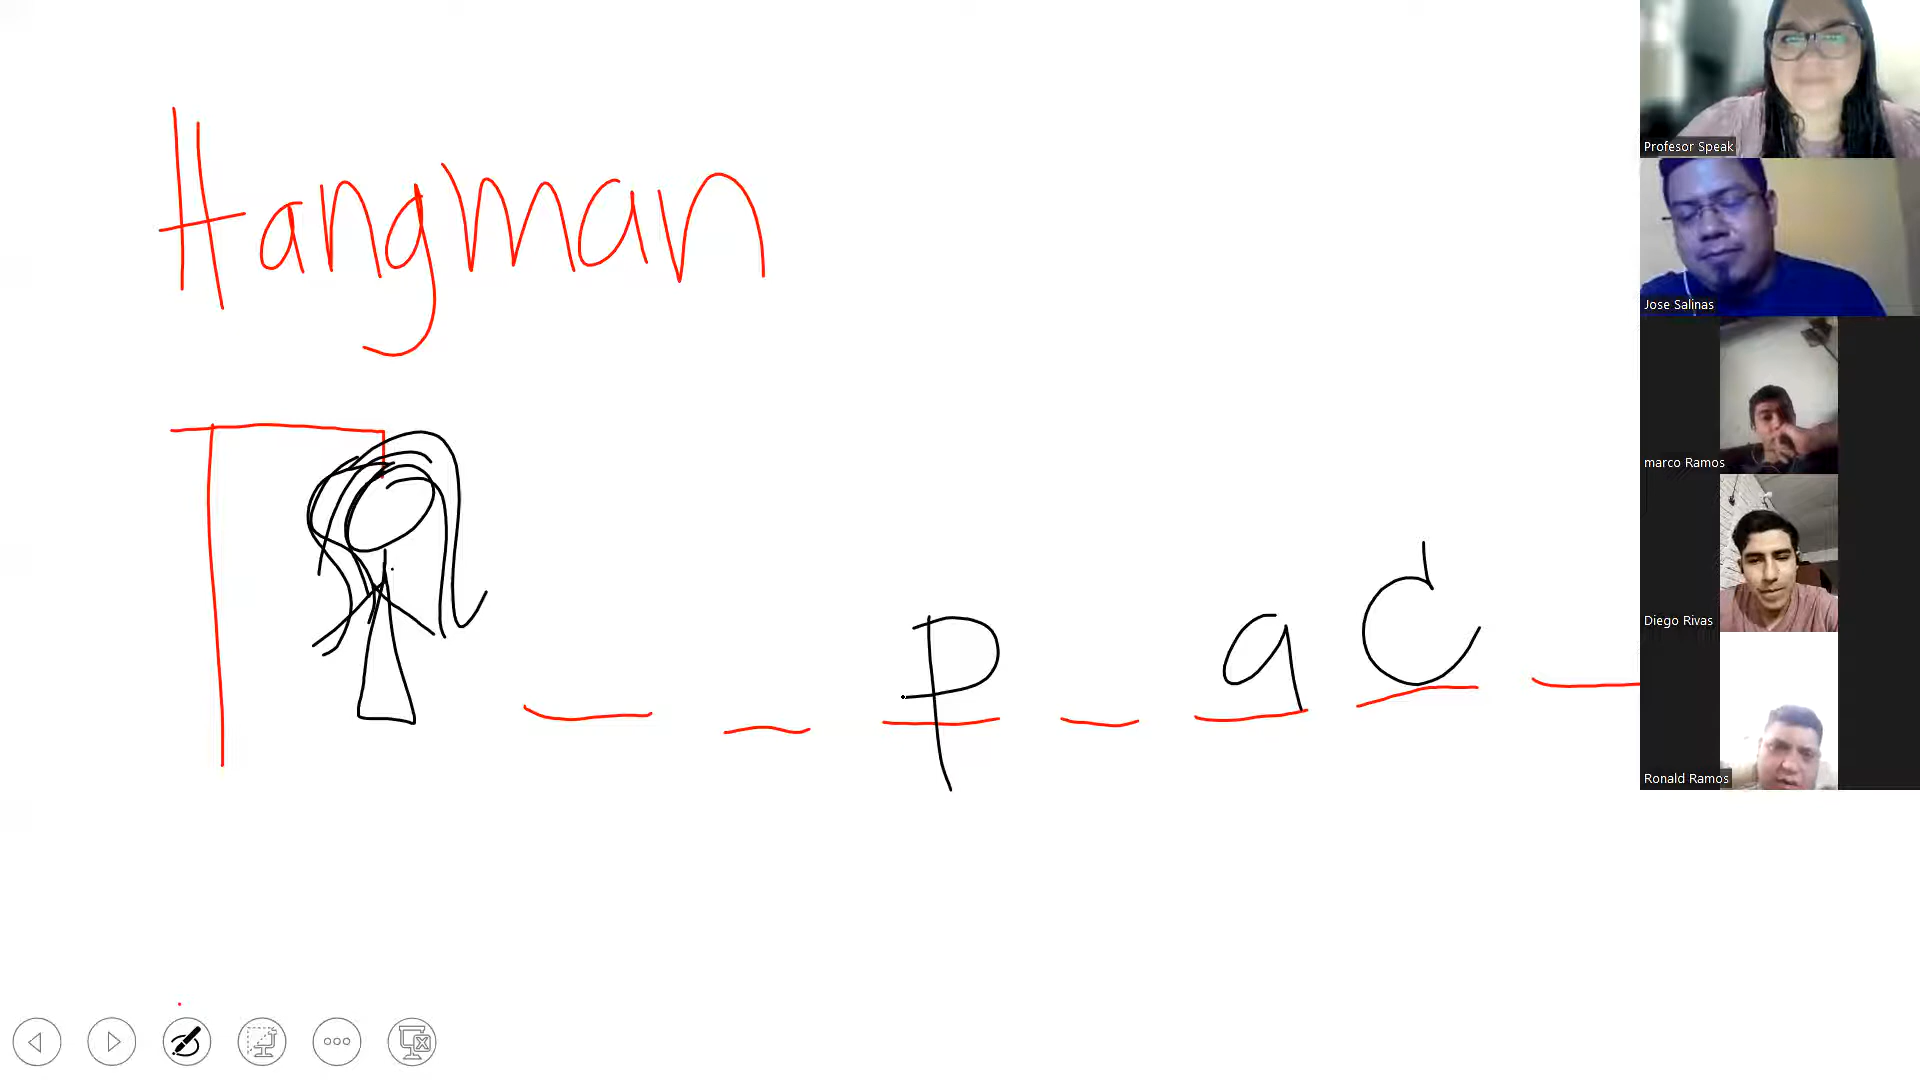 Hangman
_ _ p _ a c _
Profesor Speak
Jose Salinas
marco Ramos
Diego Rivas
Ronald Ramos